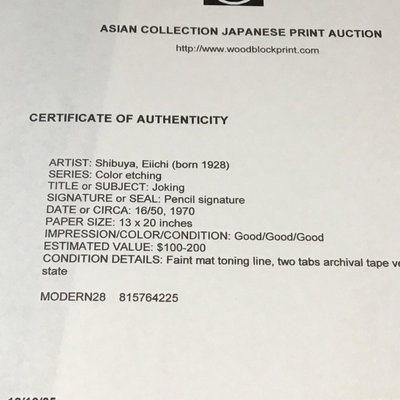 ASIAN COLLECTION JAPANESE PRINT AUCTION
http://www.woodblockprint.com
CERTIFICATE OF AUTHENTICITY
ARTIST: Shibuya, Eiichi (born 1928)
SERIES: Color etching
TITLE or SUBJECT: Joking
SIGNATURE or SEAL: Pencil signature
DATE or CIRCA: 16/50, 1970
PAPER SIZE: 13 x 20 inches
IMPRESSION/COLOR/CONDITION: Good/Good/Good
ESTIMATED VALUE: $100-200
CONDITION DETAILS: Faint mat toning line, two tabs archival tape
state
MODERN28 815764225